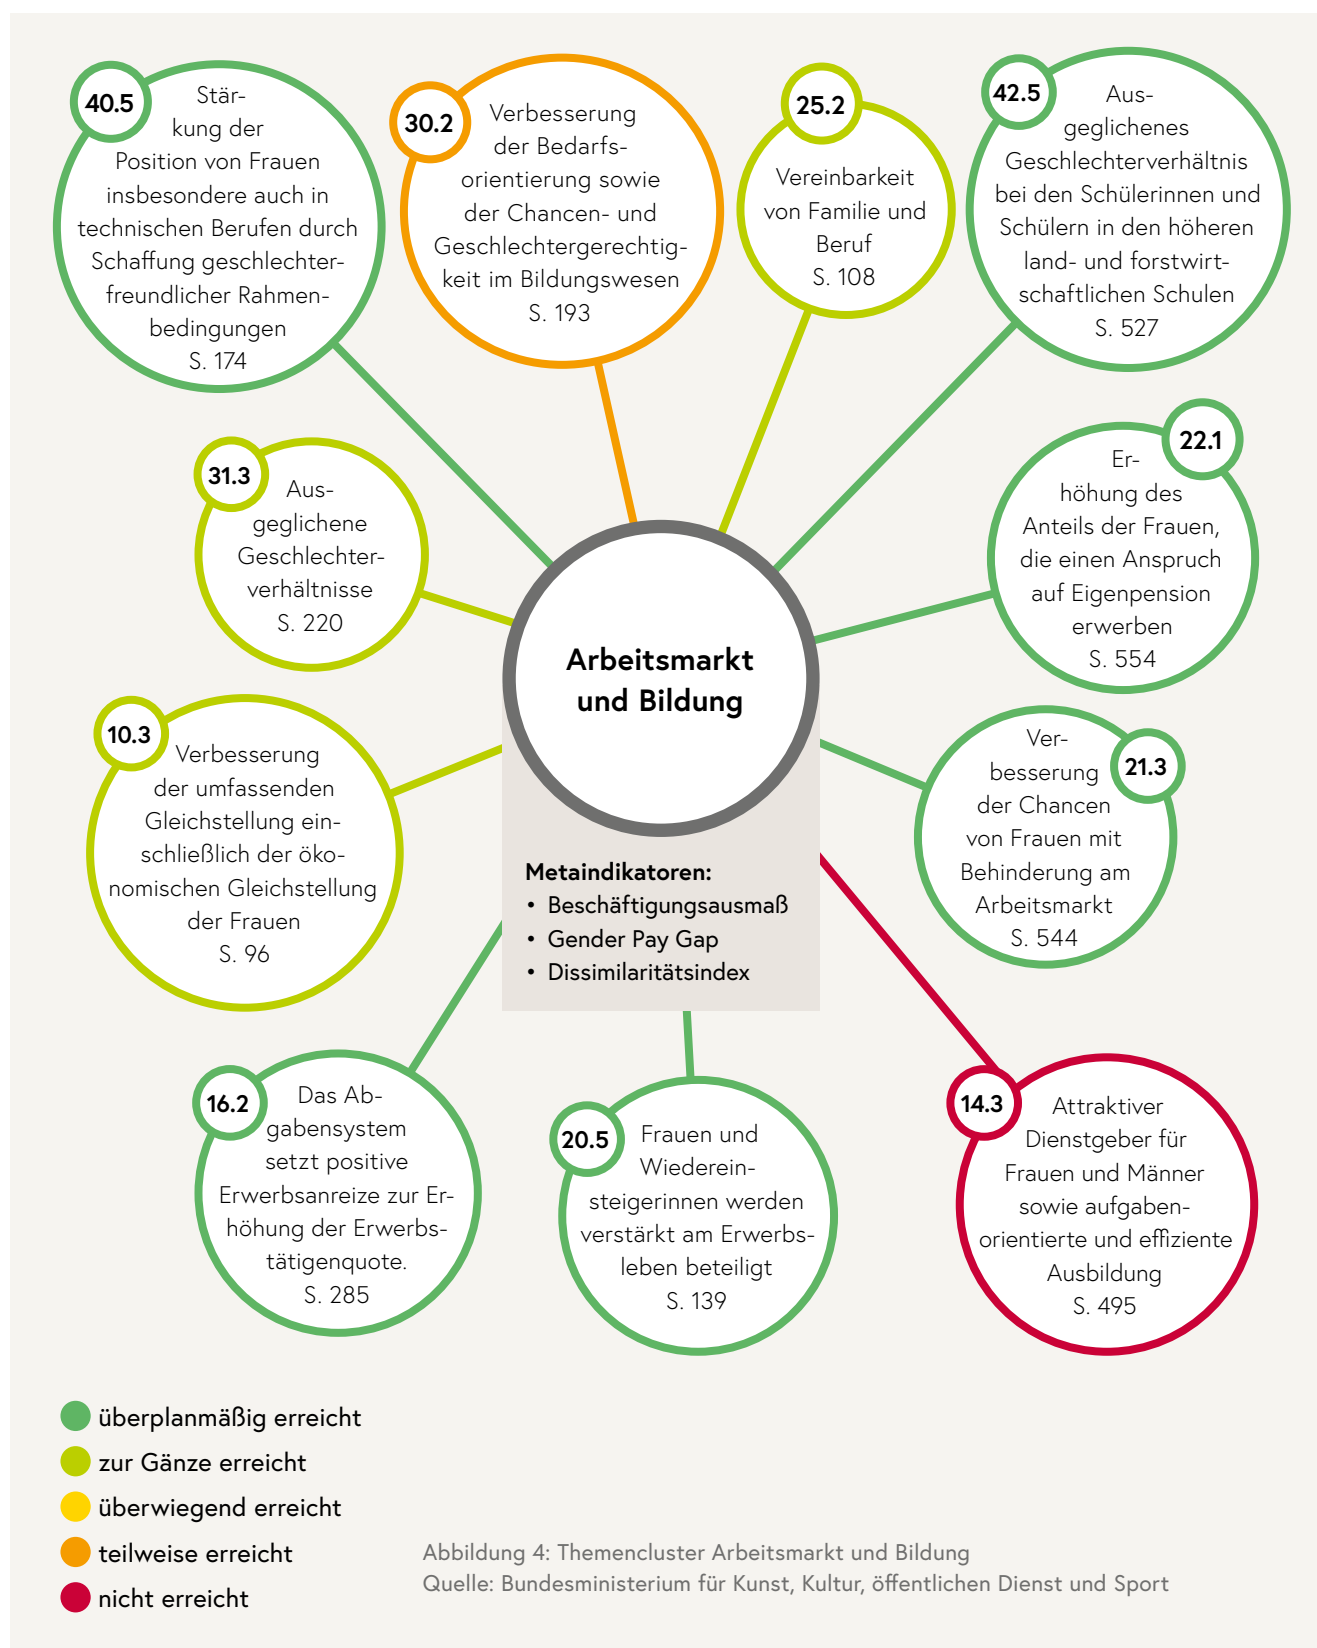 40.5
Stär-
kung der
Position von Frauen
insbesondere auch in
technischen Berufen durch
Schaffung geschlechter-
freundlicher Rahmen-
bedingungen
S. 174
30.2
Verbesserung
der Bedarfs-
orientierung sowie
der Chancen- und
Geschlechtergerechtig-
keit im Bildungswesen
S. 193
25.2
Vereinbarkeit
von Familie und
Beruf
S. 108
42.5
Aus-
geglichenes
Geschlechterverhältnis
bei den Schülerinnen und
Schülern in den höheren
land- und forstwirt-
schaftlichen Schulen
S. 527
31.3
Aus-
geglichene
Geschlechter-
verhältnisse
S. 220
22.1
Er-
höhung des
Anteils der Frauen,
die einen Anspruch
auf Eigenpension
erwerben
S. 554
Arbeitsmarkt
und Bildung
10.3
Verbesserung
der umfassenden
Gleichstellung ein-
schließlich der öko-
nomischen Gleichstellung
der Frauen
S. 96
21.3
Ver-
besserung
der Chancen
von Frauen mit
Behinderung am
Arbeitsmarkt
S. 544
Metaindikatoren:
• Beschäftigungsausmaß
• Gender Pay Gap
• Dissimilaritätsindex
16.2
Das Ab-
gabensystem
setzt positive
Erwerbsanreize zur Er-
höhung der Erwerbs-
tätigenquote.
S. 285
20.5
Frauen und
Wiederein-
steigerinnen werden
verstärkt am Erwerbs-
leben beteiligt
S. 139
14.3
Attraktiver
Dienstgeber für
Frauen und Männer
sowie aufgaben-
orientierte und effiziente
Ausbildung
S. 495
überplanmäßig erreicht
zur Gänze erreicht
überwiegend erreicht
teilweise erreicht
nicht erreicht
Abbildung 4: Themencluster Arbeitsmarkt und Bildung
Quelle: Bundesministerium für Kunst, Kultur, öffentlichen Dienst und Sport